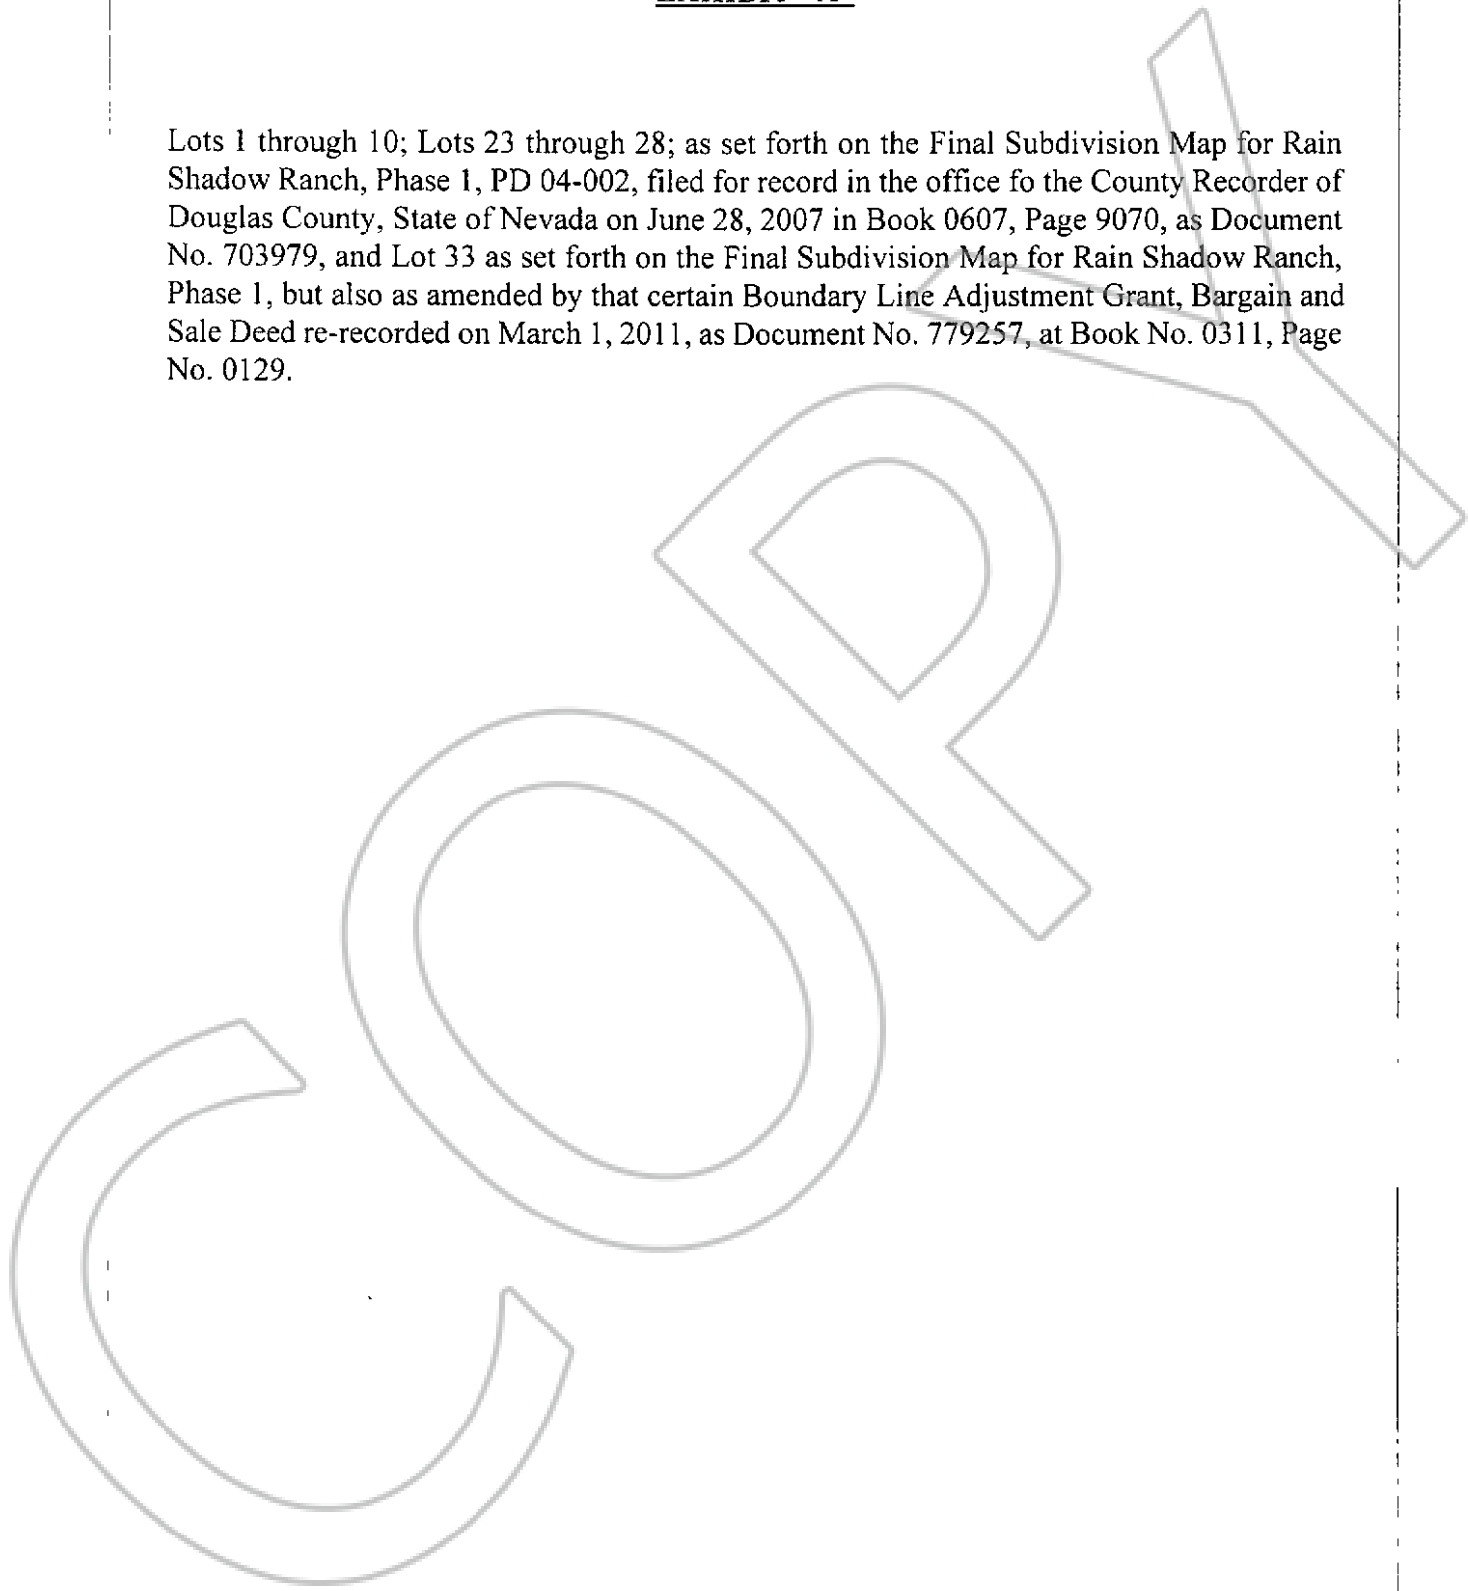 Lots 1 through 10; Lots 23 through 28; as set forth on the Final Subdivision Map for Rain
Shadow Ranch, Phase 1, PD 04-002, filed for record in the office fo the County Recorder of
Douglas County, State of Nevada on June 28, 2007 in Book 0607, Page 9070, as Document
No. 703979, and Lot 33 as set forth on the Final Subdivision Map for Rain Shadow Ranch,
Phase 1, but also as amended by that certain Boundary Line Adjustment Grant, Bargain and
Sale Deed re-recorded on March 1, 2011, as Document No. 779257, at Book No. 0311, Page
No. 0129.
COPY